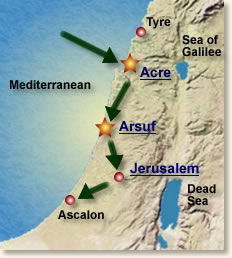 Tyre
Sea of
Galilee
Acre
Mediterranean
Arsuf
Jerusalem
Dead
Sea
Ascalon